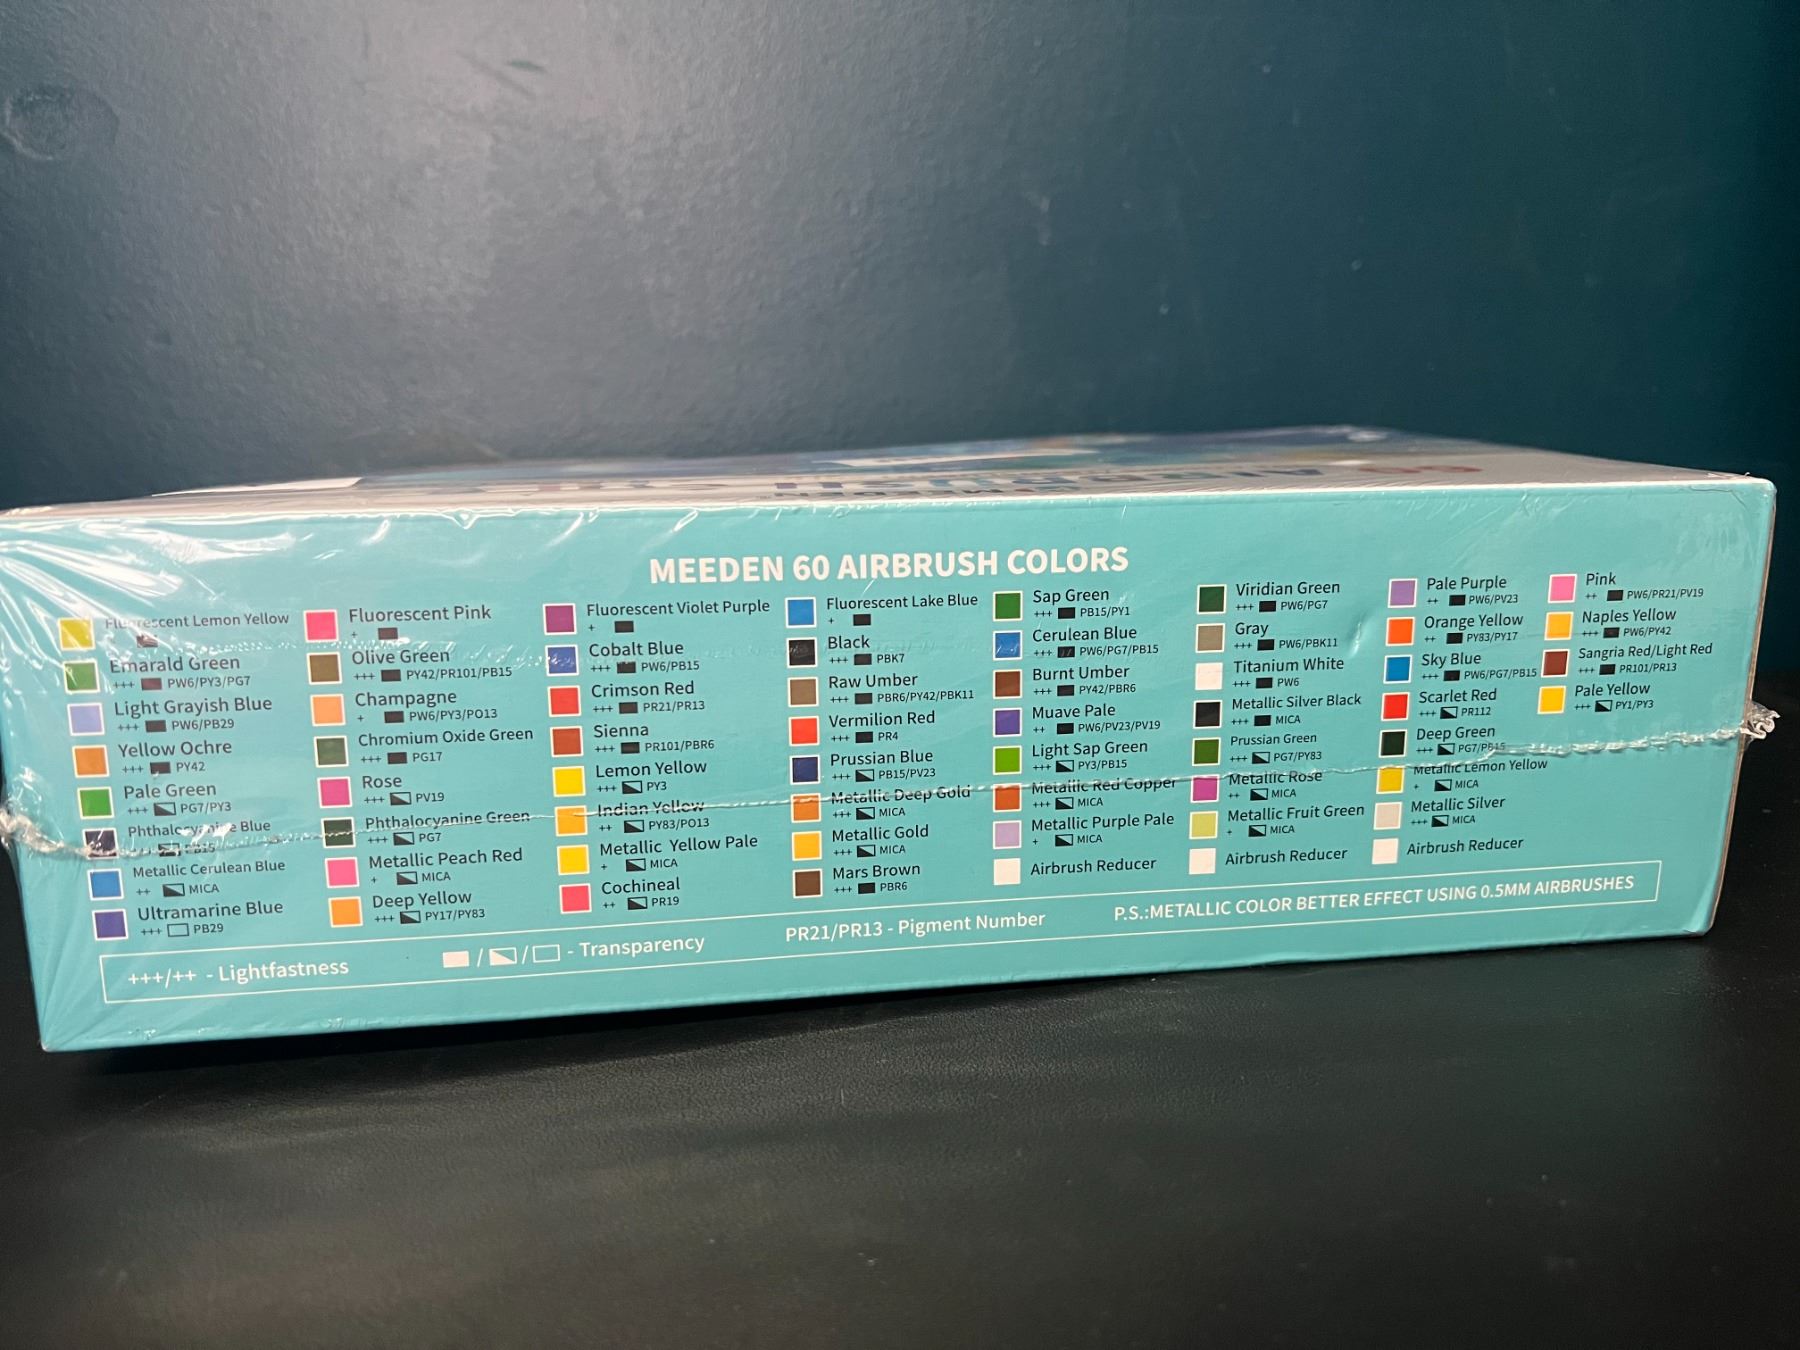 MEEDEN 60 AIRBRUSH COLORS
Fluorescent Lemon Yellow
+
Emarald Green
+++ PW6/PY3/PG7
Light Grayish Blue
+++ PW6/PB29
Yellow Ochre
+++ PY42
Pale Green
+++ PG7/PY3
Phthalocyanine Blue
+++ PB15
Metallic Cerulean Blue
++ MICA
Ultramarine Blue
+++ PB29
Fluorescent Pink
+
Olive Green
+++ PY42/PR101/PB15
Champagne
+ PW6/PY3/PO13
Chromium Oxide Green
+++ PG17
Rose
+++ PV19
Phthalocyanine Green
+++ PG7
Metallic Peach Red
+ MICA
Deep Yellow
+++ PY17/PY83
Fluorescent Violet Purple
+
Cobalt Blue
+++ PW6/PB15
Crimson Red
+++ PR21/PR13
Sienna
+++ PR101/PBR6
Lemon Yellow
+++ PY3
Indian Yellow
++ PY83/PO13
Metallic Yellow Pale
+ MICA
Cochineal
++ PR19
Fluorescent Lake Blue
+
Black
+++ PBK7
Raw Umber
+++ PBR6/PY42/PBK11
Vermilion Red
+++ PR4
Prussian Blue
+++ PB15/PV23
Metallic Deep Gold
+++ MICA
Metallic Gold
+++ MICA
Mars Brown
+++ PBR6
Sap Green
+++ PB15/PY1
Cerulean Blue
+++ PW6/PG7/PB15
Burnt Umber
+++ PY42/PBR6
Muave Pale
++ PW6/PV23/PV19
Light Sap Green
+++ PY3/PB15
Metallic Red Copper
+++ MICA
Metallic Purple Pale
+ MICA
Airbrush Reducer
Viridian Green
+++ PW6/PG7
Gray
+++ PW6/PBK11
Titanium White
+++ PW6
Metallic Silver Black
+++ MICA
Prussian Green
+++ PG7/PY83
Metallic Rose
++ MICA
Metallic Fruit Green
+ MICA
Airbrush Reducer
Pale Purple
++ PW6/PV23
Orange Yellow
++ PY83/PY17
Sky Blue
+++ PW6/PG7/PB15
Scarlet Red
+++ PR112
Deep Green
+++ PG7/PB15
Metallic Lemon Yellow
+ MICA
Metallic Silver
+++ MICA
Airbrush Reducer
Pink
++ PW6/PR21/PV19
Naples Yellow
+++ PW6/PY42
Sangria Red/Light Red
+++ PR101/PR13
Pale Yellow
+++ PY1/PY3
+++/++ - Lightfastness
/ / - Transparency
PR21/PR13 - Pigment Number
P.S.:METALLIC COLOR BETTER EFFECT USING 0.5MM AIRBRUSHES